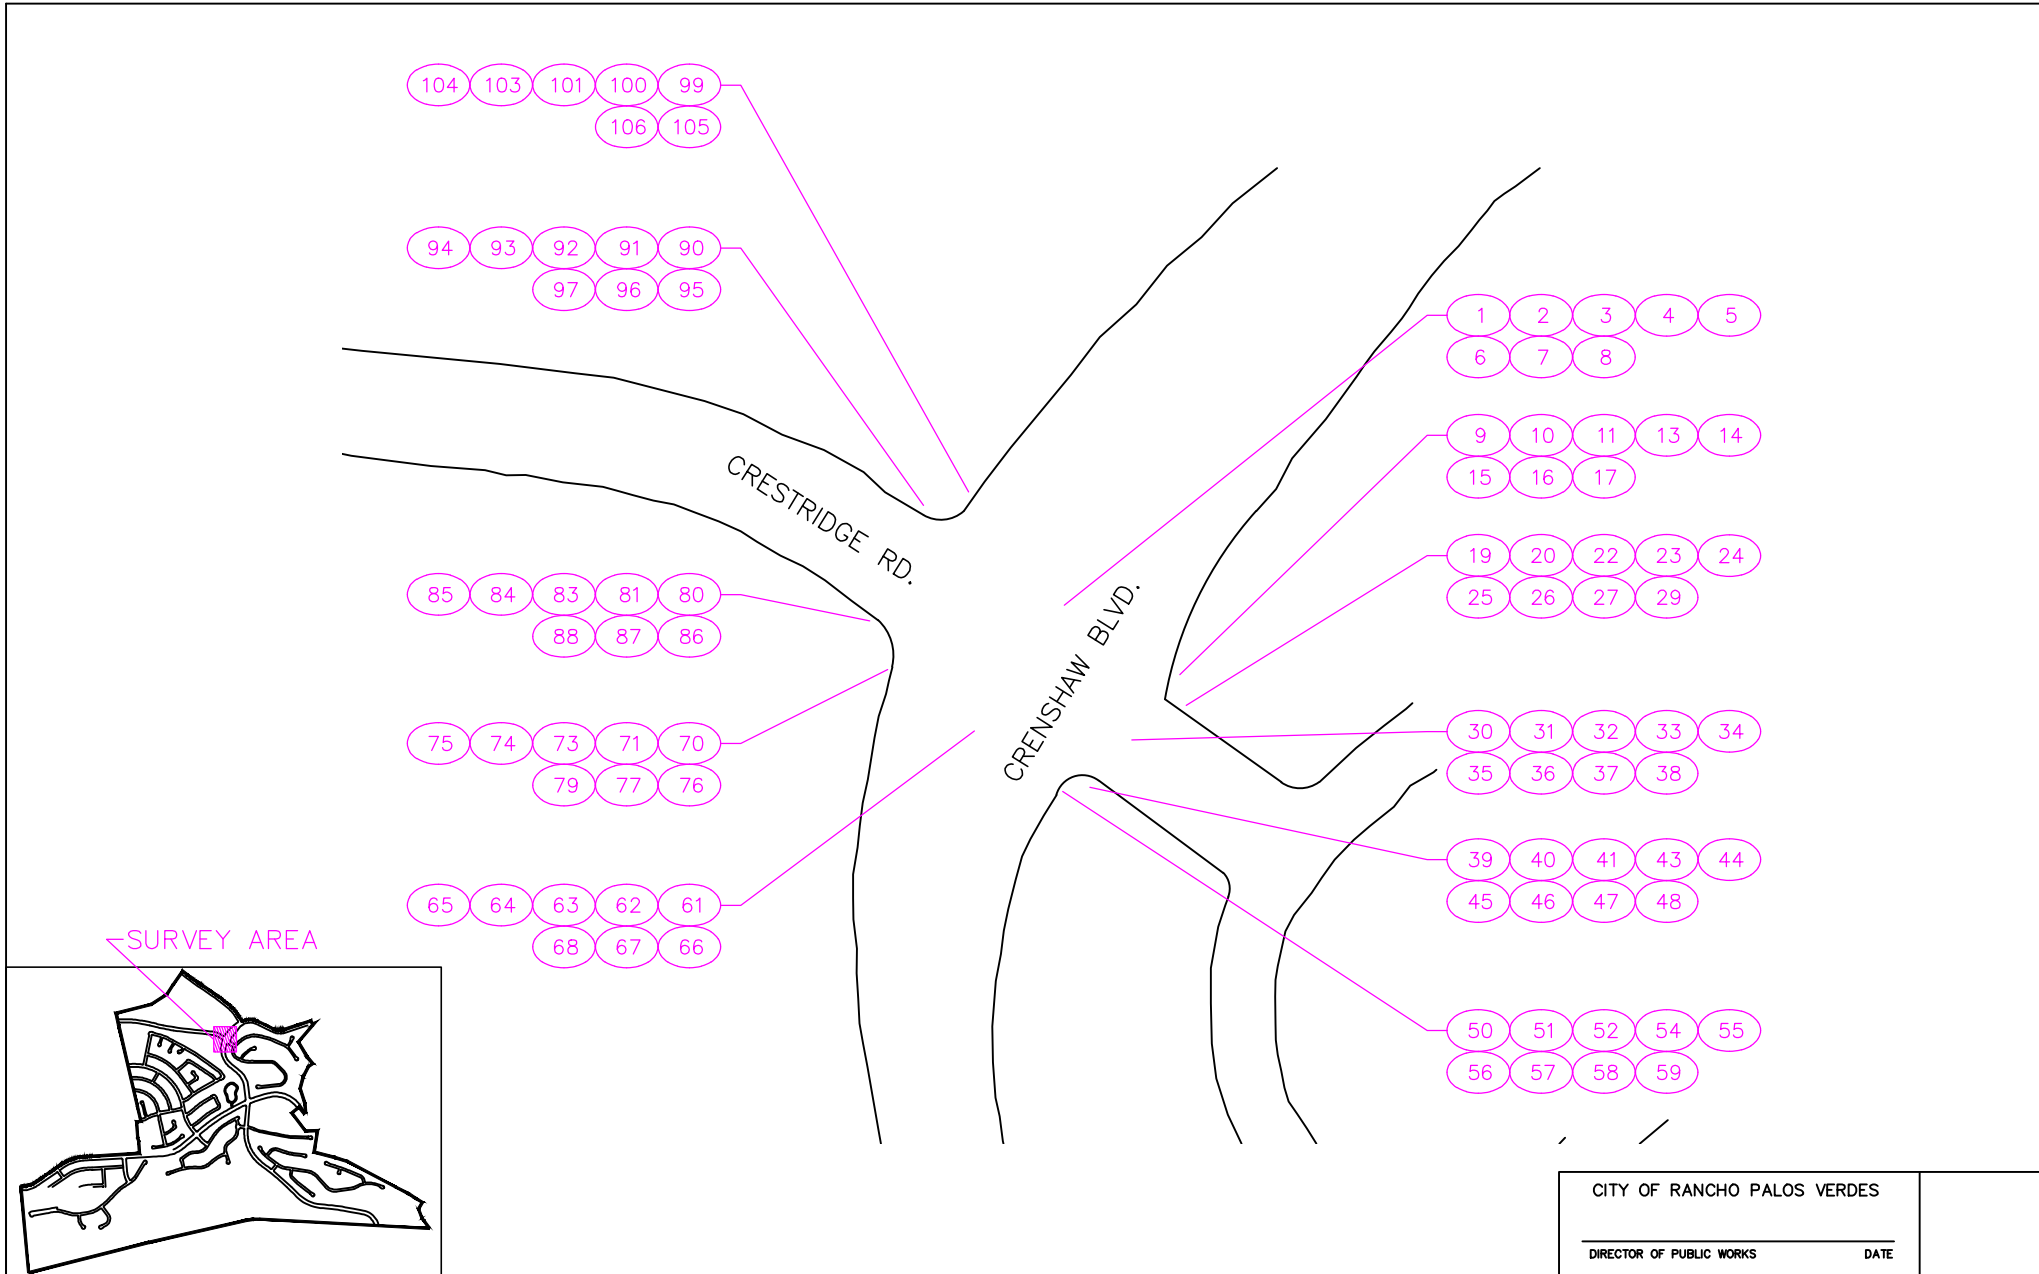 104 103 101 100 99
106 105
94 93 92 91 90
97 96 95
1 2 3 4 5
6 7 8
9 10 11 13 14
15 16 17
CRESTRIDGE RD.
19 20 22 23 24
25 26 27 29
85 84 83 81 80
88 87 86
CRENSHAW BLVD.
30 31 32 33 34
35 36 37 38
75 74 73 71 70
79 77 76
39 40 41 43 44
45 46 47 48
65 64 63 62 61
68 67 66
SURVEY AREA
50 51 52 54 55
56 57 58 59
CITY OF RANCHO PALOS VERDES
DIRECTOR OF PUBLIC WORKS DATE